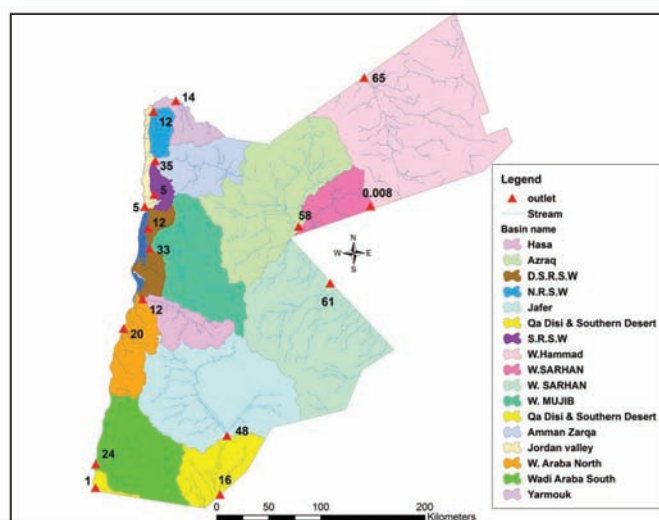 65
14
12
35
5
5
0.008
58
12
33
N
W E
S
61
12
20
48
24
1
16
0 50 100 200
Kilometers
Legend
outlet
Stream
Basin name
Hasa
Azraq
D.S.R.S.W
N.R.S.W
Jafer
Qa Disi & Southern Desert
S.R.S.W
W.Hammad
W.SARHAN
W. SARHAN
W. MUJIB
Qa Disi & Southern Desert
Amman Zarqa
Jordan valley
W. Araba North
Wadi Araba South
Yarmouk